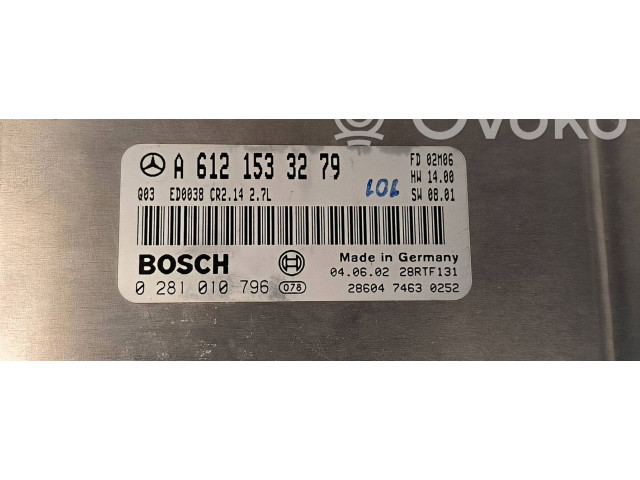 Ovoko
A 612 153 32 79
FD 02M06
HW 14.00
Q03 ED0038 CR2.14 2.7L
SW 08.01
101
BOSCH
Made in Germany
04.06.02 28RTF131
0 281 010 796 078
28604 7463 0252